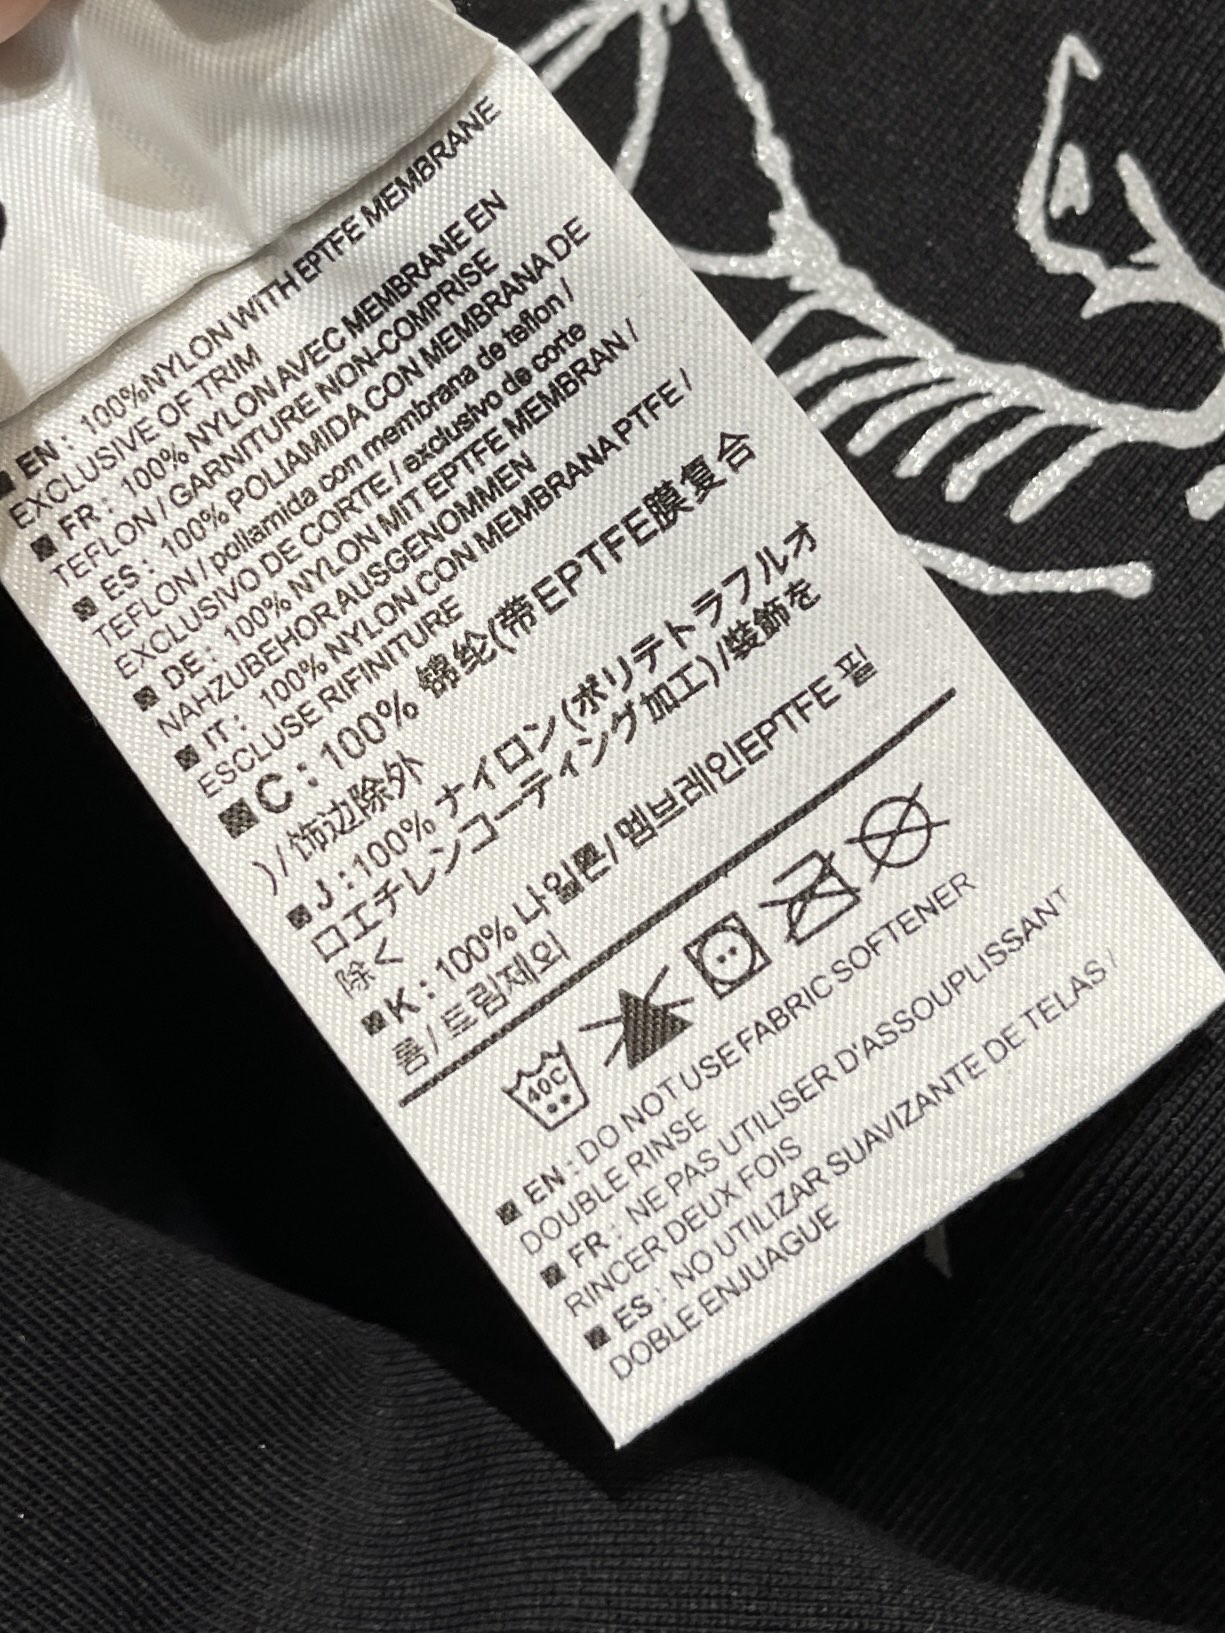 ■ EN : 100%NYLON WITH EPTFE MEMBRANE
EXCLUSIVE OF TRIM
■ FR : 100% NYLON AVEC MEMBRANE EN
TEFLON / GARNITURE NON-COMPRISE
■ ES : 100% POLIAMIDA CON MEMBRANA DE
TEFLON / poliamida con membrana de teflon /
EXCLUSIVO DE CORTE / exclusivo de corte
■ DE : 100% NYLON MIT EPTFE MEMBRAN /
NAHZUBEHOR AUSGENOMMEN
■ IT : 100% NYLON CON MEMBRANA PTFE /
ESCLUSE RIFINITURE
■ C : 100% 锦纶(带EPTFE膜复合
) / 饰边除外
■ J : 100% ナイロン (ポリテトラフルオ
ロエチレンコーティング加工) /装飾を
除く
■ K : 100% 나일론/ 멤브레인EPTFE 필
름/ 트림제외
40C
■ EN : DO NOT USE FABRIC SOFTENER
DOUBLE RINSE
■ FR : NE PAS UTILISER D'ASSOUPLISSANT
RINCER DEUX FOIS
■ ES : NO UTILIZAR SUAVIZANTE DE TELAS /
DOBLE ENJUAGUE